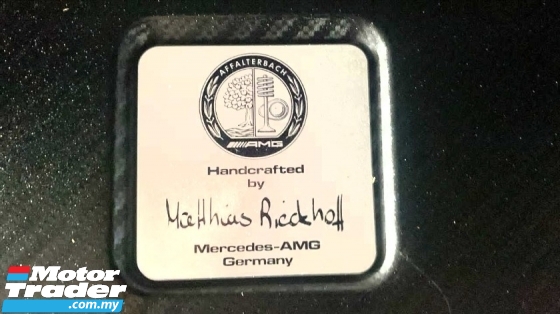 AFFALTERBACH
AMG
Handcrafted
by
Matthias Rieckhoff
Mercedes-AMG
Germany
Motor
Trader
.com.my